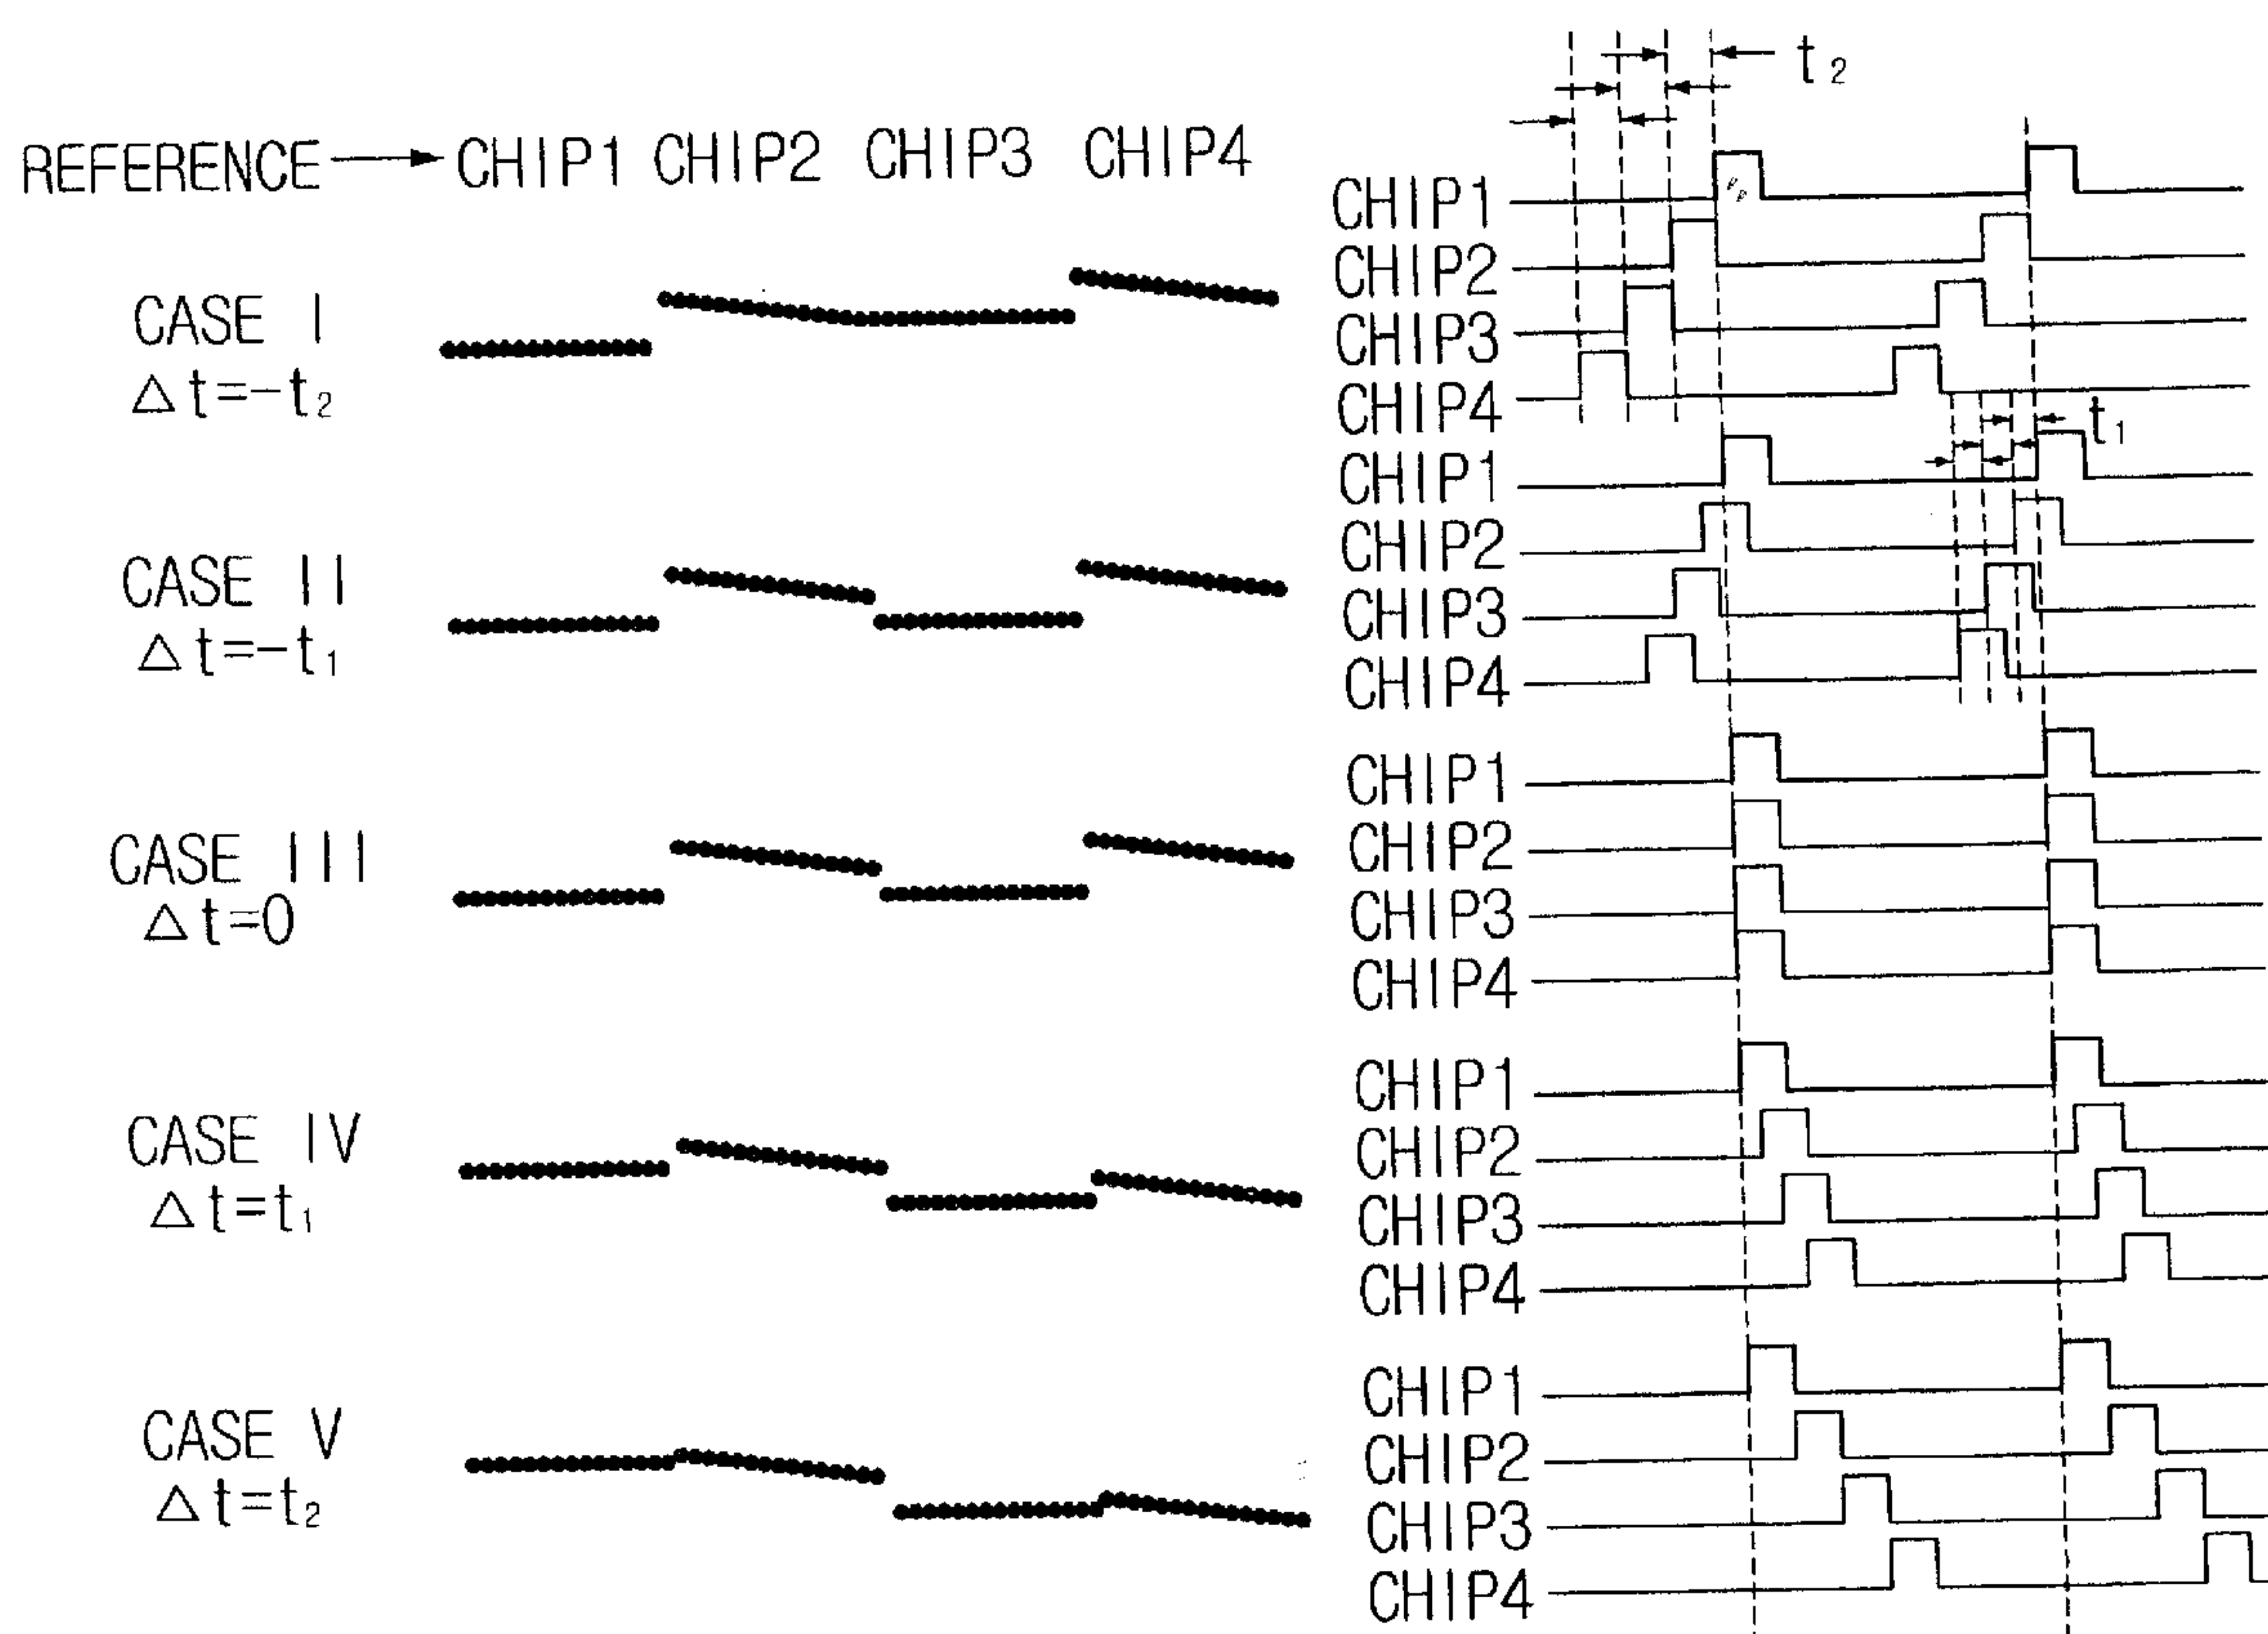 REFERENCE CHIP1 CHIP2 CHIP3 CHIP4
CASE I
Δt=-t₂
CASE II
Δt=-t₁
CASE III
Δt=0
CASE IV
Δt=t₁
CASE V
Δt=t₂
t₂
CHIP1
CHIP2
CHIP3
CHIP4
t₁
CHIP1
CHIP2
CHIP3
CHIP4
CHIP1
CHIP2
CHIP3
CHIP4
CHIP1
CHIP2
CHIP3
CHIP4
CHIP1
CHIP2
CHIP3
CHIP4